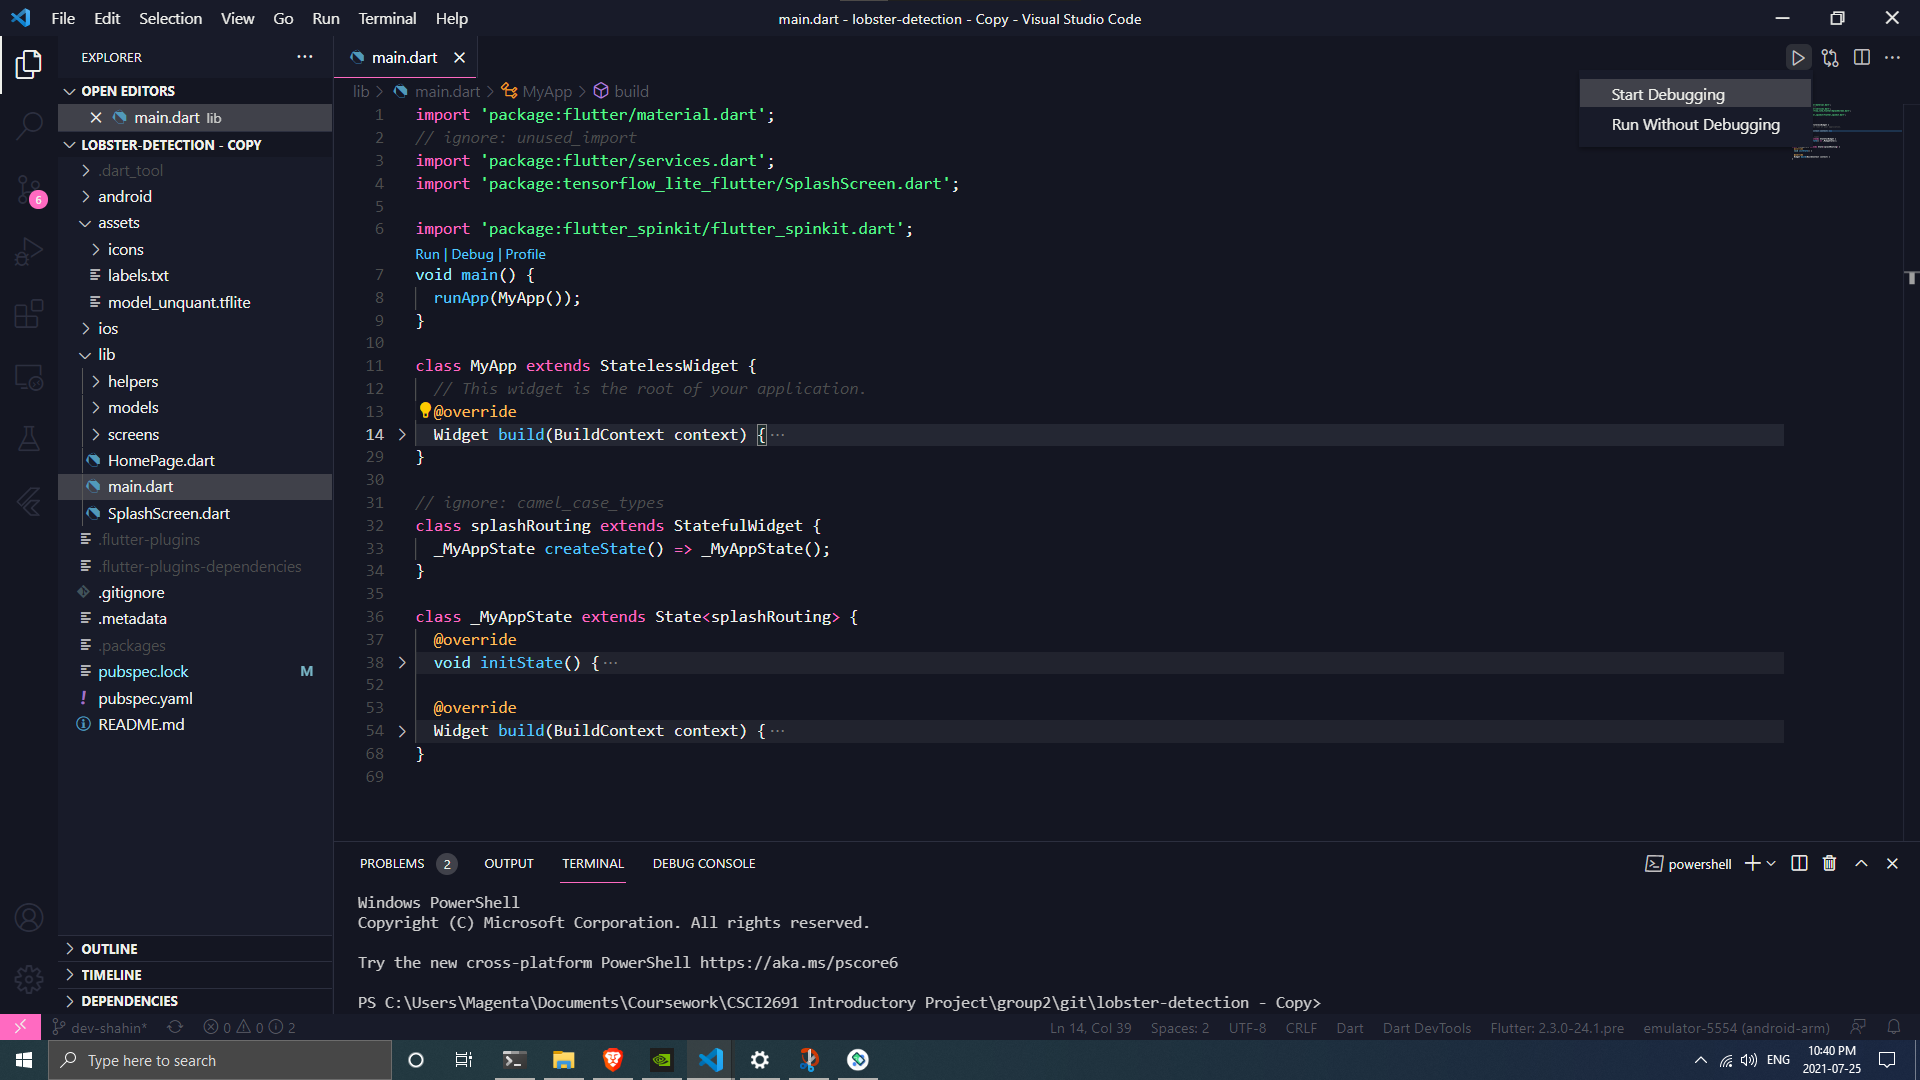 File Edit Selection View Go Run Terminal Help
main.dart - lobster-detection - Copy - Visual Studio Code
EXPLORER
main.dart
OPEN EDITORS
main.dart lib
LOBSTER-DETECTION - COPY
.dart_tool
android
assets
icons
labels.txt
model_unquant.tflite
ios
lib
helpers
models
screens
HomePage.dart
main.dart
SplashScreen.dart
.flutter-plugins
.flutter-plugins-dependencies
.gitignore
.metadata
.packages
pubspec.lock M
pubspec.yaml
README.md
OUTLINE
TIMELINE
DEPENDENCIES
6
lib > main.dart > MyApp > build
Start Debugging
Run Without Debugging
1 import 'package:flutter/material.dart';
2 // ignore: unused_import
3 import 'package:flutter/services.dart';
4 import 'package:tensorflow_lite_flutter/SplashScreen.dart';
5
6 import 'package:flutter_spinkit/flutter_spinkit.dart';
Run | Debug | Profile
7 void main() {
8 runApp(MyApp());
9 }
10
11 class MyApp extends StatelessWidget {
12 // This widget is the root of your application.
13 @override
14 Widget build(BuildContext context) {···
29 }
30
31 // ignore: camel_case_types
32 class splashRouting extends StatefulWidget {
33 _MyAppState createState() => _MyAppState();
34 }
35
36 class _MyAppState extends State<splashRouting> {
37 @override
38 void initState() {···
52
53 @override
54 Widget build(BuildContext context) {···
68 }
69
PROBLEMS 2 OUTPUT TERMINAL DEBUG CONSOLE
powershell
Windows PowerShell
Copyright (C) Microsoft Corporation. All rights reserved.
Try the new cross-platform PowerShell https://aka.ms/pscore6
PS C:\Users\Magenta\Documents\Coursework\CSCI2691 Introductory Project\group2\git\lobster-detection - Copy>
dev-shahin* 0 0 2
Ln 14, Col 39 Spaces: 2 UTF-8 CRLF Dart Dart DevTools Flutter: 2.3.0-24.1.pre emulator-5554 (android-arm)
Type here to search
ENG
10:40 PM
2021-07-25